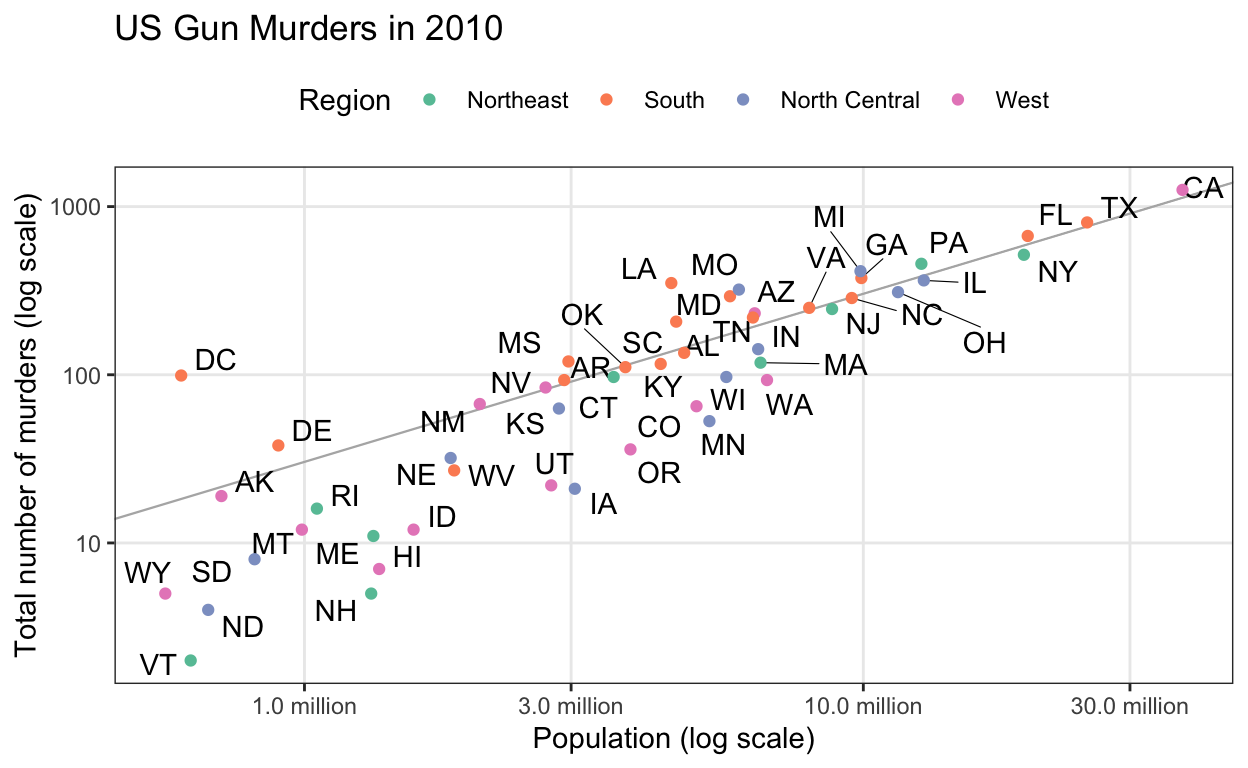 US Gun Murders in 2010
Region Northeast South North Central West
Total number of murders (log scale)
1000
100
10
CA
TX
FL
MI
GA
PA
NY
VA
LA
MO
IL
AZ
MD
OK
NC
NJ
TN
IN
OH
MS
SC
AL
DC
MA
AR
NV
KY
WI
WA
CT
NM
KS
CO
DE
MN
UT
NE
WV
OR
AK
RI
IA
ID
MT
ME
HI
WY
SD
NH
ND
VT
1.0 million
3.0 million
10.0 million
30.0 million
Population (log scale)